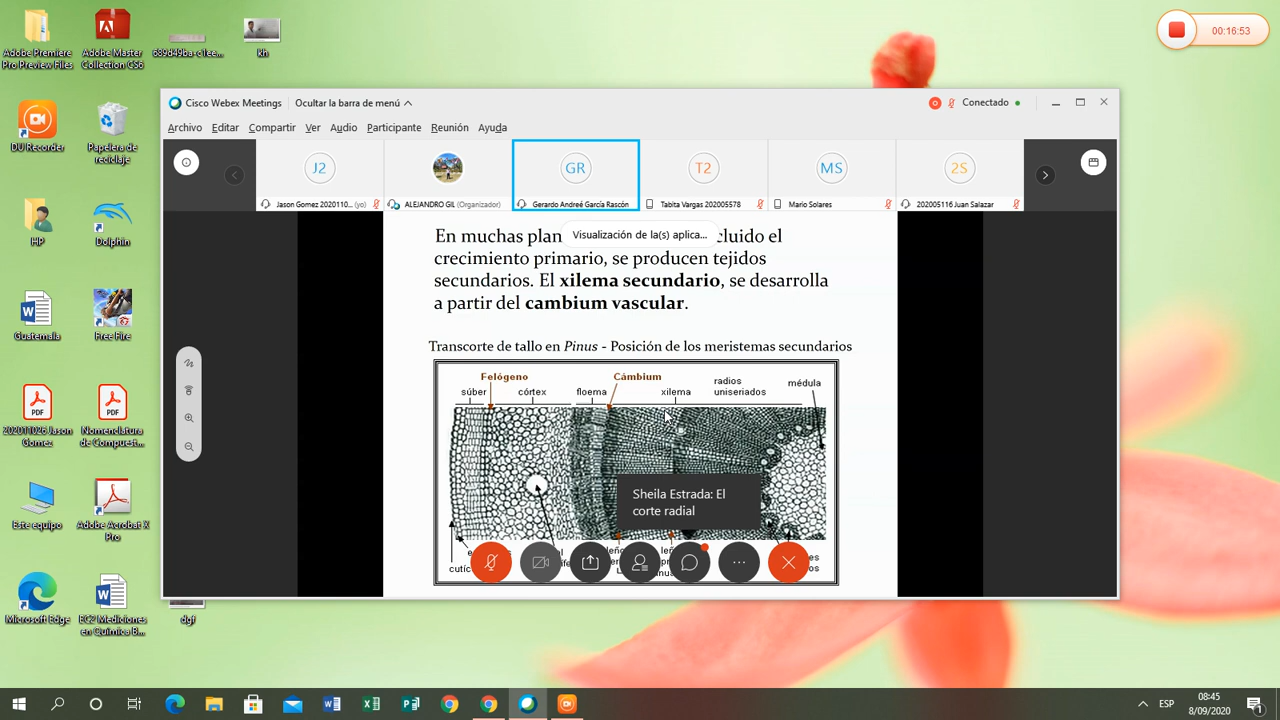 Adobe Premiere
Pro Preview Files
Adobe Master
Collection CS6
kh
00:16:53
DU Recorder
Papelera de
reciclaje
HP
Dolphin
Guatemala
Free Fire
202011026 Jason
Gomez
Nomenclatura
de Compuest...
Este equipo
Adobe Acrobat X
Pro
Microsoft Edge
EC2 Mediciones
en Química B...
dgf
Cisco Webex Meetings
Ocultar la barra de menú
Conectado
Archivo Editar Compartir Ver Audio Participante Reunión Ayuda
J2 GR T2 MS 2S
Jason Gomez 2020110... (yo)
ALEJANDRO GIL (Organizador)
Gerardo Andreé García Rascón
Tabita Vargas 202005578
Mario Solares
202005116 Juan Salazar
Visualización de la(s) aplica...
En muchas plan cluido el
crecimiento primario, se producen tejidos
secundarios. El xilema secundario, se desarrolla
a partir del cambium vascular.
Transcorte de tallo en Pinus - Posición de los meristemas secundarios
Felógeno Cámbium
súber córtex floema xilema radios
uniseriados
médula
Sheila Estrada: El
corte radial
cutíc
ESP
08:45
8/09/2020
1